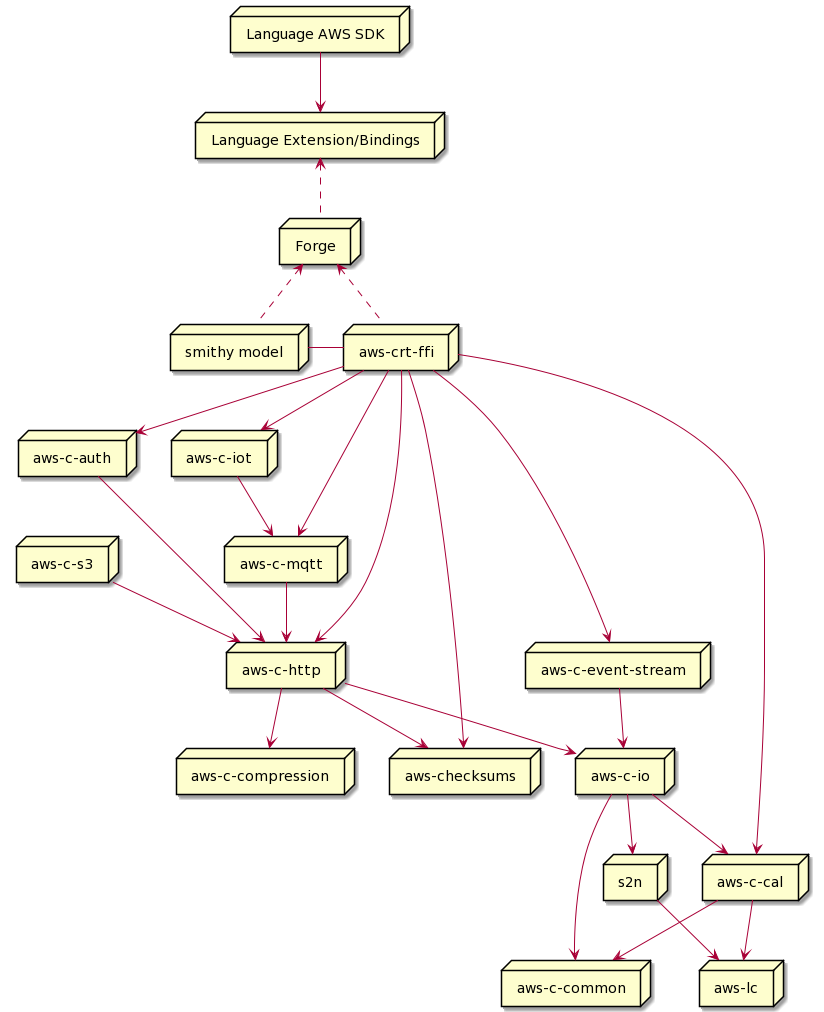 Language AWS SDK
Language Extension/Bindings
Forge
smithy model
aws-crt-ffi
aws-c-auth
aws-c-iot
aws-c-s3
aws-c-mqtt
aws-c-http
aws-c-event-stream
aws-c-compression
aws-checksums
aws-c-io
s2n
aws-c-cal
aws-c-common
aws-lc